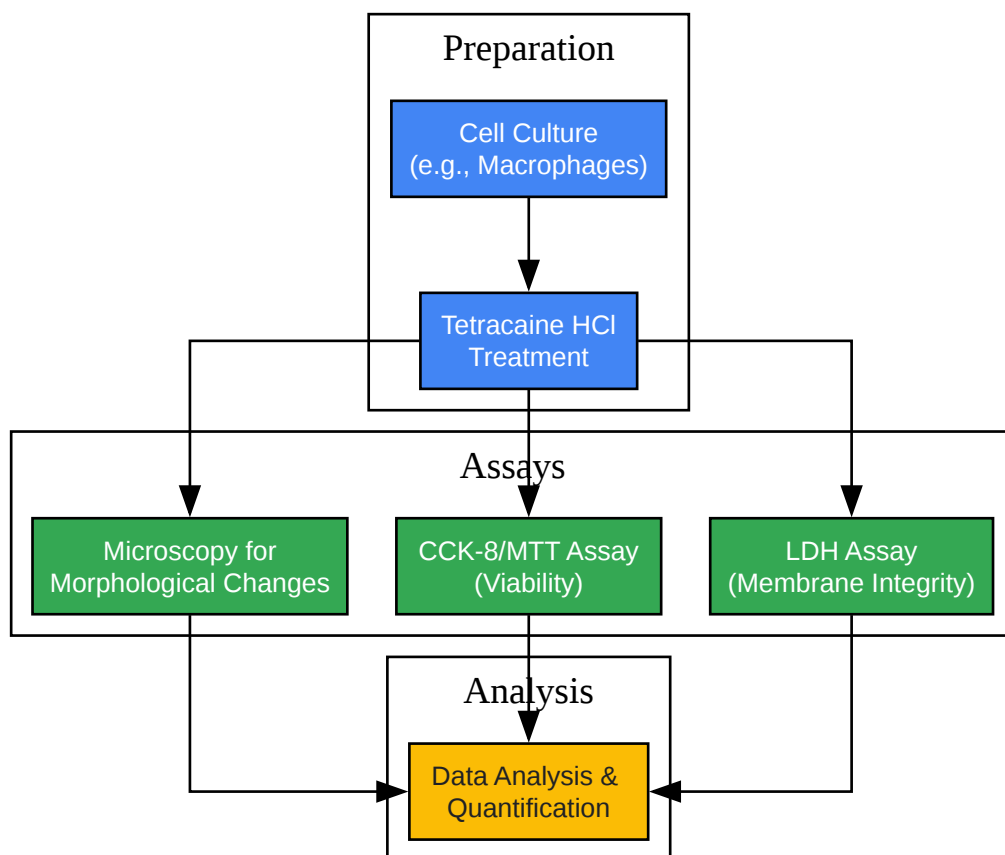 Preparation
Cell Culture
(e.g., Macrophages)
Tetracaine HCl
Treatment
Assays
Microscopy for
Morphological Changes
CCK-8/MTT Assay
(Viability)
LDH Assay
(Membrane Integrity)
Analysis
Data Analysis &
Quantification